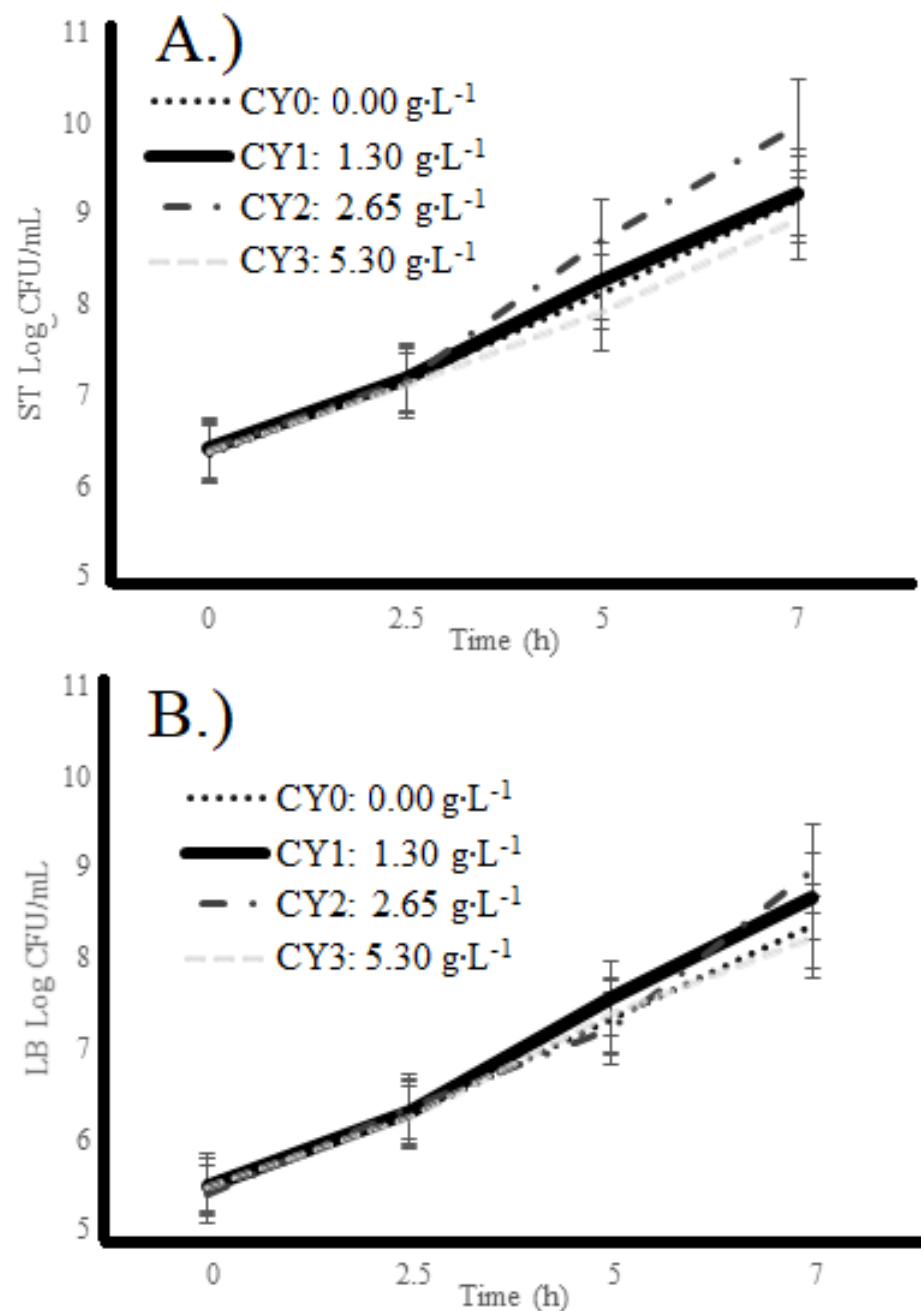 A.)
11
10
9
8
7
6
5
ST Log CFU/mL
CY0: 0.00 g·L⁻¹
CY1: 1.30 g·L⁻¹
CY2: 2.65 g·L⁻¹
CY3: 5.30 g·L⁻¹
0 2.5 5 7
Time (h)
B.)
11
10
9
8
7
6
5
LB Log CFU/mL
CY0: 0.00 g·L⁻¹
CY1: 1.30 g·L⁻¹
CY2: 2.65 g·L⁻¹
CY3: 5.30 g·L⁻¹
0 2.5 5 7
Time (h)